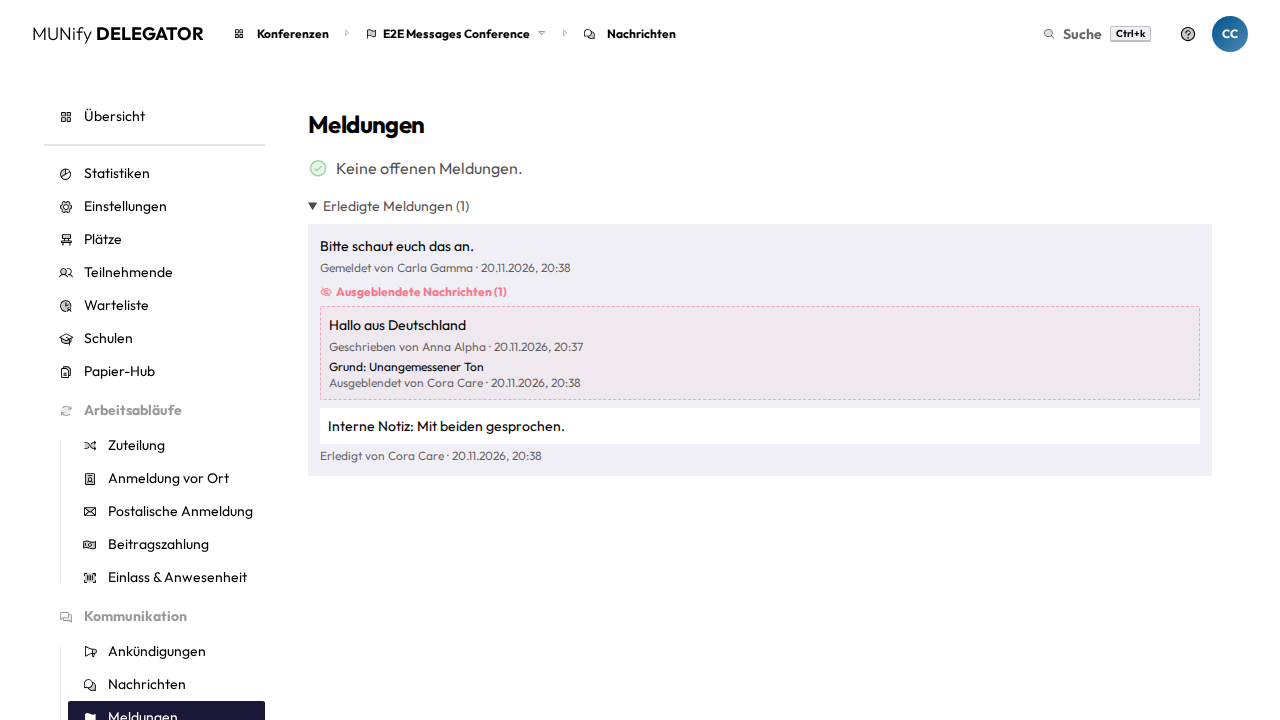 MUNify DELEGATOR
Konferenzen
E2E Messages Conference
Nachrichten
Suche
Ctrl+k
CC
Übersicht
Statistiken
Einstellungen
Plätze
Teilnehmende
Warteliste
Schulen
Papier-Hub
Arbeitsabläufe
Zuteilung
Anmeldung vor Ort
Postalische Anmeldung
Beitragszahlung
Einlass & Anwesenheit
Kommunikation
Ankündigungen
Nachrichten
Meldungen
Meldungen
Keine offenen Meldungen.
Erledigte Meldungen (1)
Bitte schaut euch das an.
Gemeldet von Carla Gamma · 20.11.2026, 20:38
Ausgeblendete Nachrichten (1)
Hallo aus Deutschland
Geschrieben von Anna Alpha · 20.11.2026, 20:37
Grund: Unangemessener Ton
Ausgeblendet von Cora Care · 20.11.2026, 20:38
Interne Notiz: Mit beiden gesprochen.
Erledigt von Cora Care · 20.11.2026, 20:38